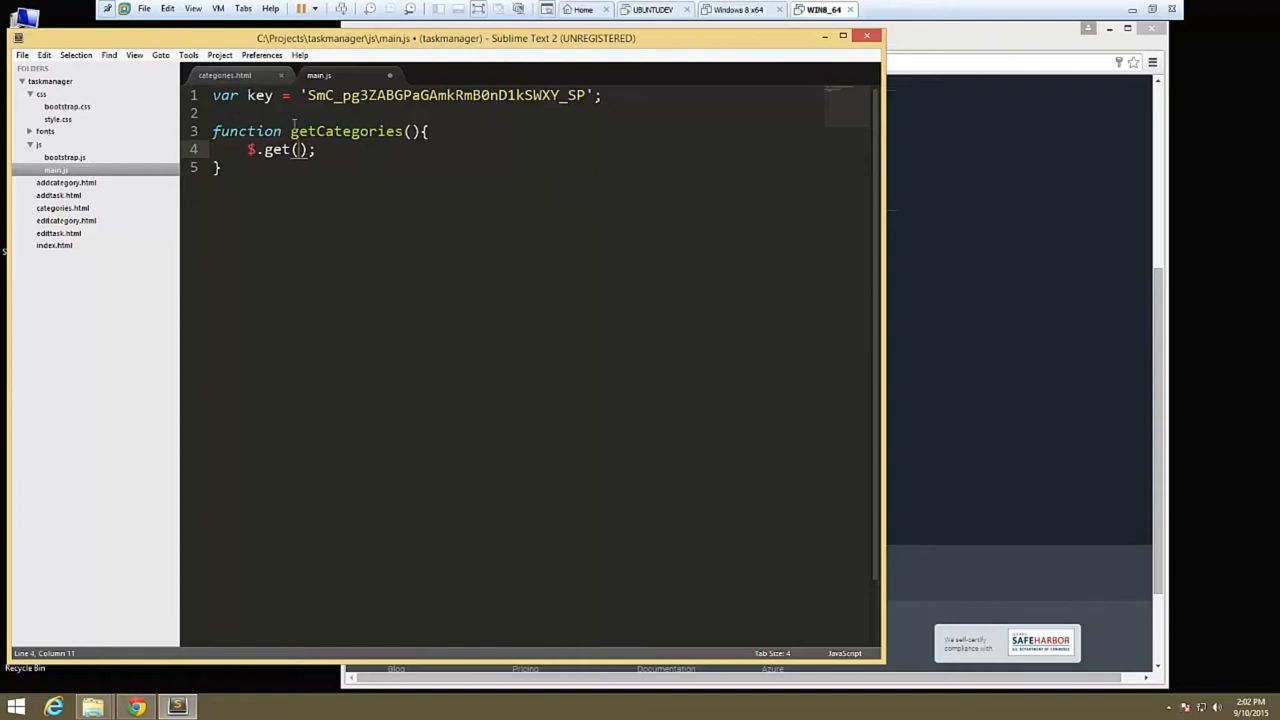 File Edit View VM Tabs Help Home UBUNTUDEV Windows 8 x64 WIN8_64
C:\Projects\taskmanager\js\main.js • (taskmanager) - Sublime Text 2 (UNREGISTERED)
File Edit Selection Find View Goto Tools Project Preferences Help
FOLDERS
taskmanager
css
bootstrap.css
style.css
fonts
js
bootstrap.js
main.js
addcategory.html
addtask.html
categories.html
editcategory.html
edittask.html
index.html
categories.html main.js
1 var key = 'SmC_pg3ZABGPaGAmkRmB0nD1kSWXY_SP';
2
3 function getCategories(){
4 $.get();
5 }
We self-certify
compliance with
SAFEHARBOR
U.S. DEPARTMENT OF COMMERCE
Line 4, Column 11 Tab Size: 4 JavaScript
Blog Pricing Documentation Azure
Recycle Bin
2:02 PM
9/10/2015